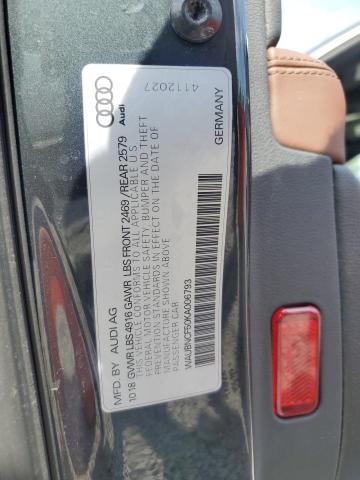 Audi
4112027
MFD. BY AUDI AG GERMANY
10 18 GVWR LBS 4916 GAWR LBS FRONT 2469 /REAR 2579
THIS VEHICLE CONFORMS TO ALL APPLICABLE U S
FEDERAL MOTOR VEHICLE SAFETY, BUMPER AND THEFT
PREVENTION STANDARDS IN EFFECT ON THE DATE OF
MANUFACTURE SHOWN ABOVE.
PASSENGER CAR
WAUBNCF50KA006793